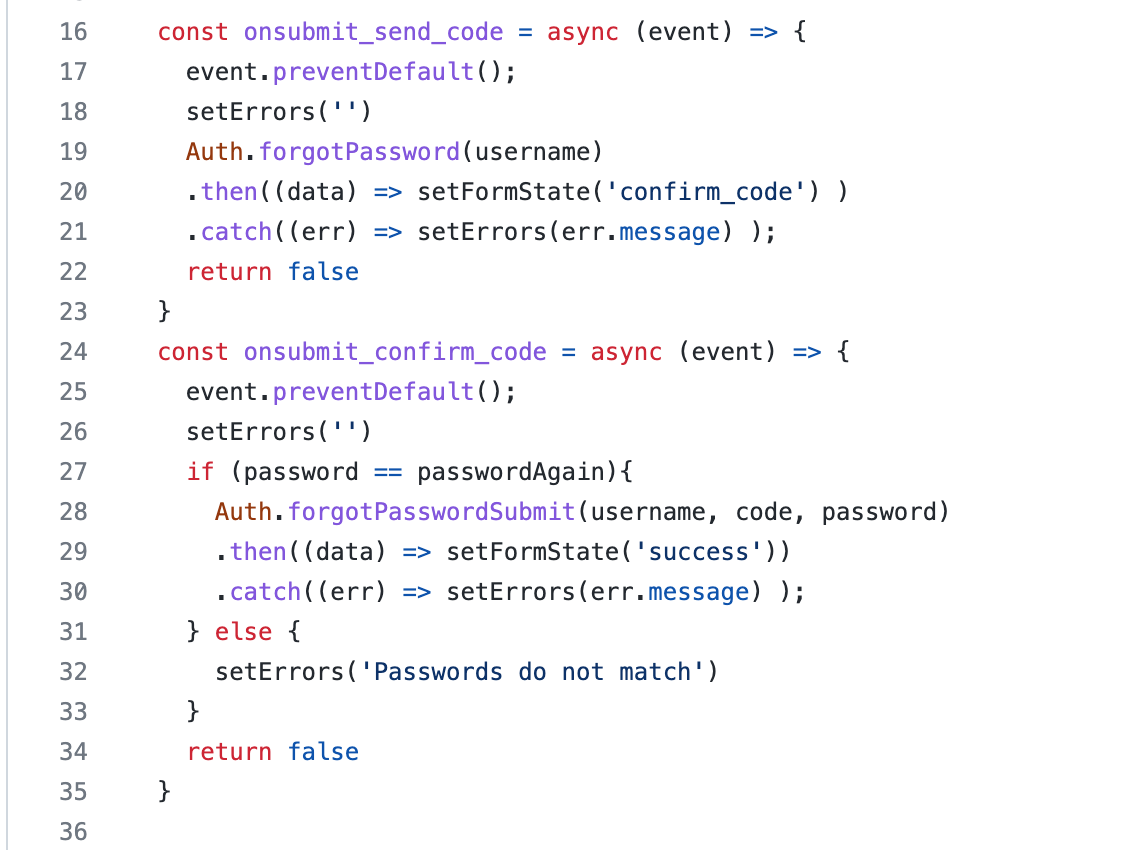 16 const onsubmit_send_code = async (event) => {
17 event.preventDefault();
18 setErrors('')
19 Auth.forgotPassword(username)
20 .then((data) => setFormState('confirm_code') )
21 .catch((err) => setErrors(err.message) );
22 return false
23 }
24 const onsubmit_confirm_code = async (event) => {
25 event.preventDefault();
26 setErrors('')
27 if (password == passwordAgain){
28 Auth.forgotPasswordSubmit(username, code, password)
29 .then((data) => setFormState('success'))
30 .catch((err) => setErrors(err.message) );
31 } else {
32 setErrors('Passwords do not match')
33 }
34 return false
35 }
36